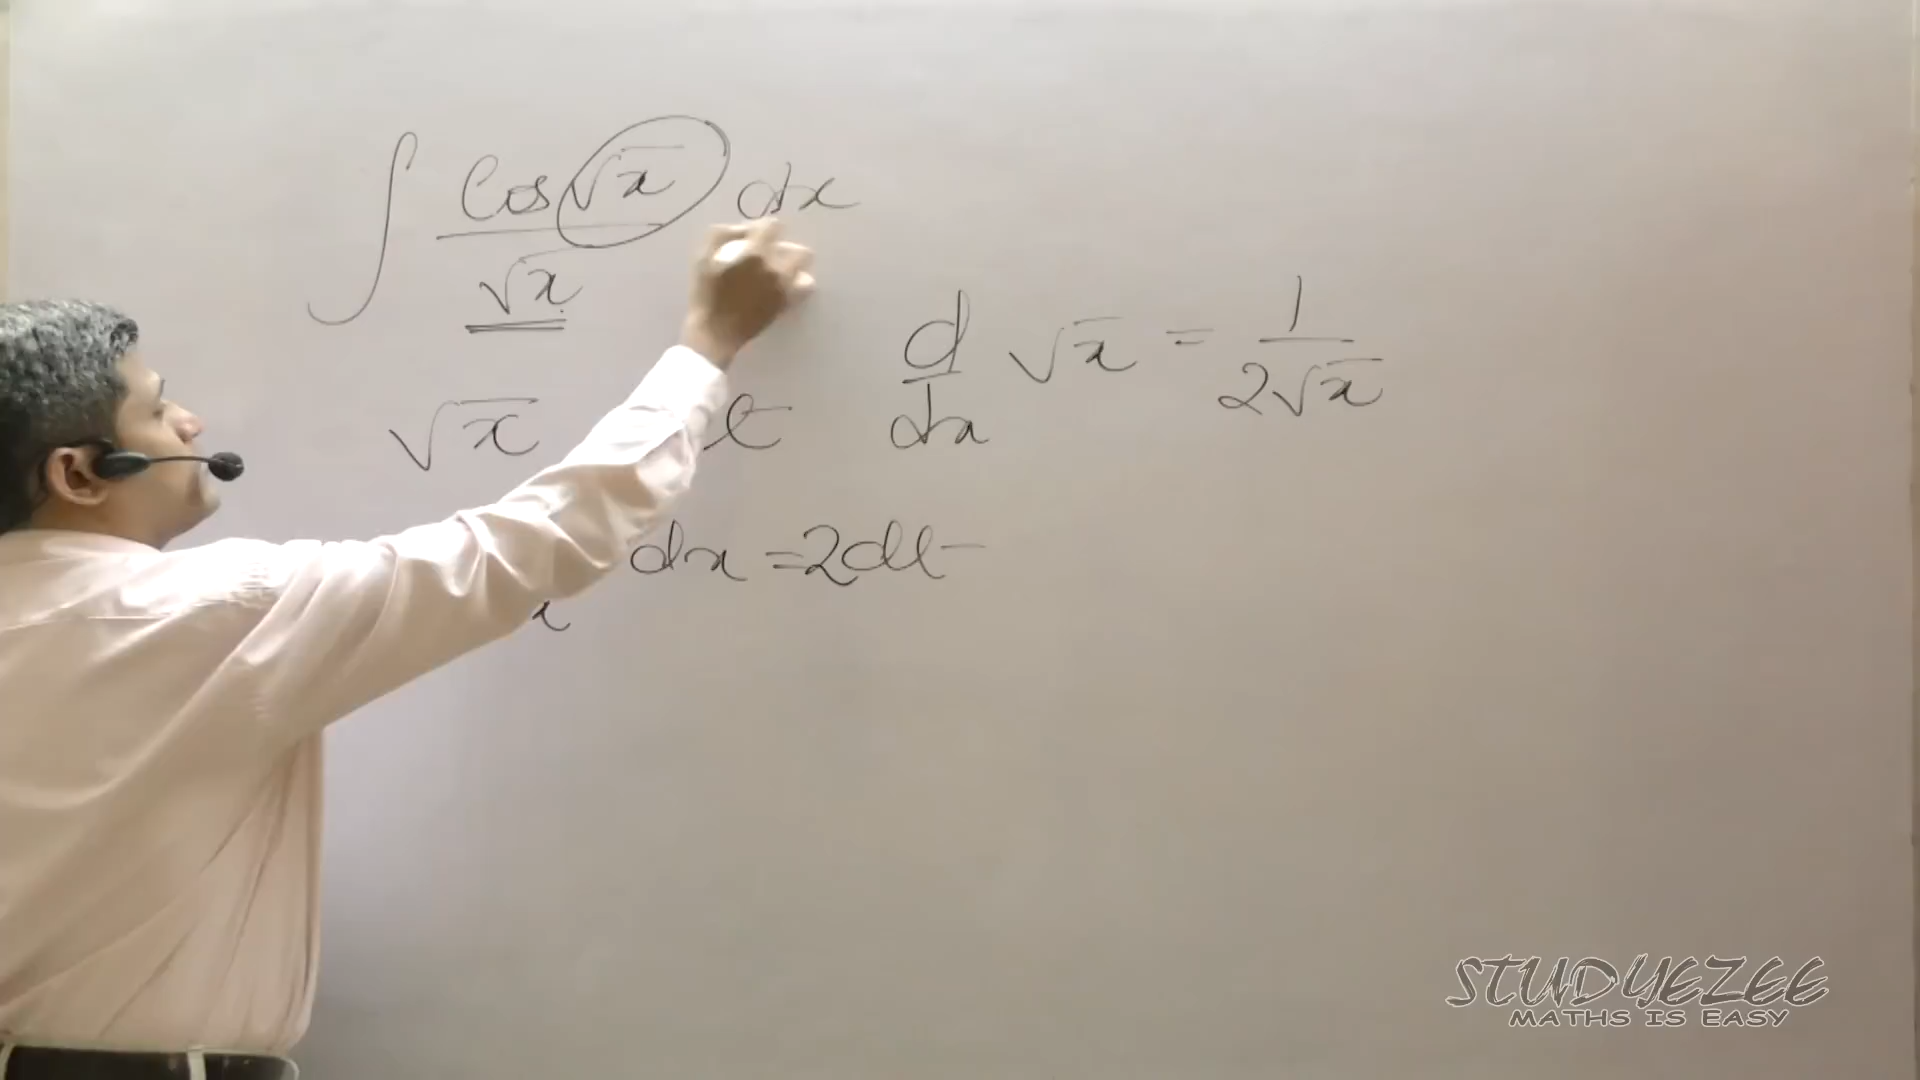 ∫ Cos√x / √x dx
d/dx √x = 1/2√x
√x t
x dx = 2dt
STUDYEZEE
MATHS IS EASY